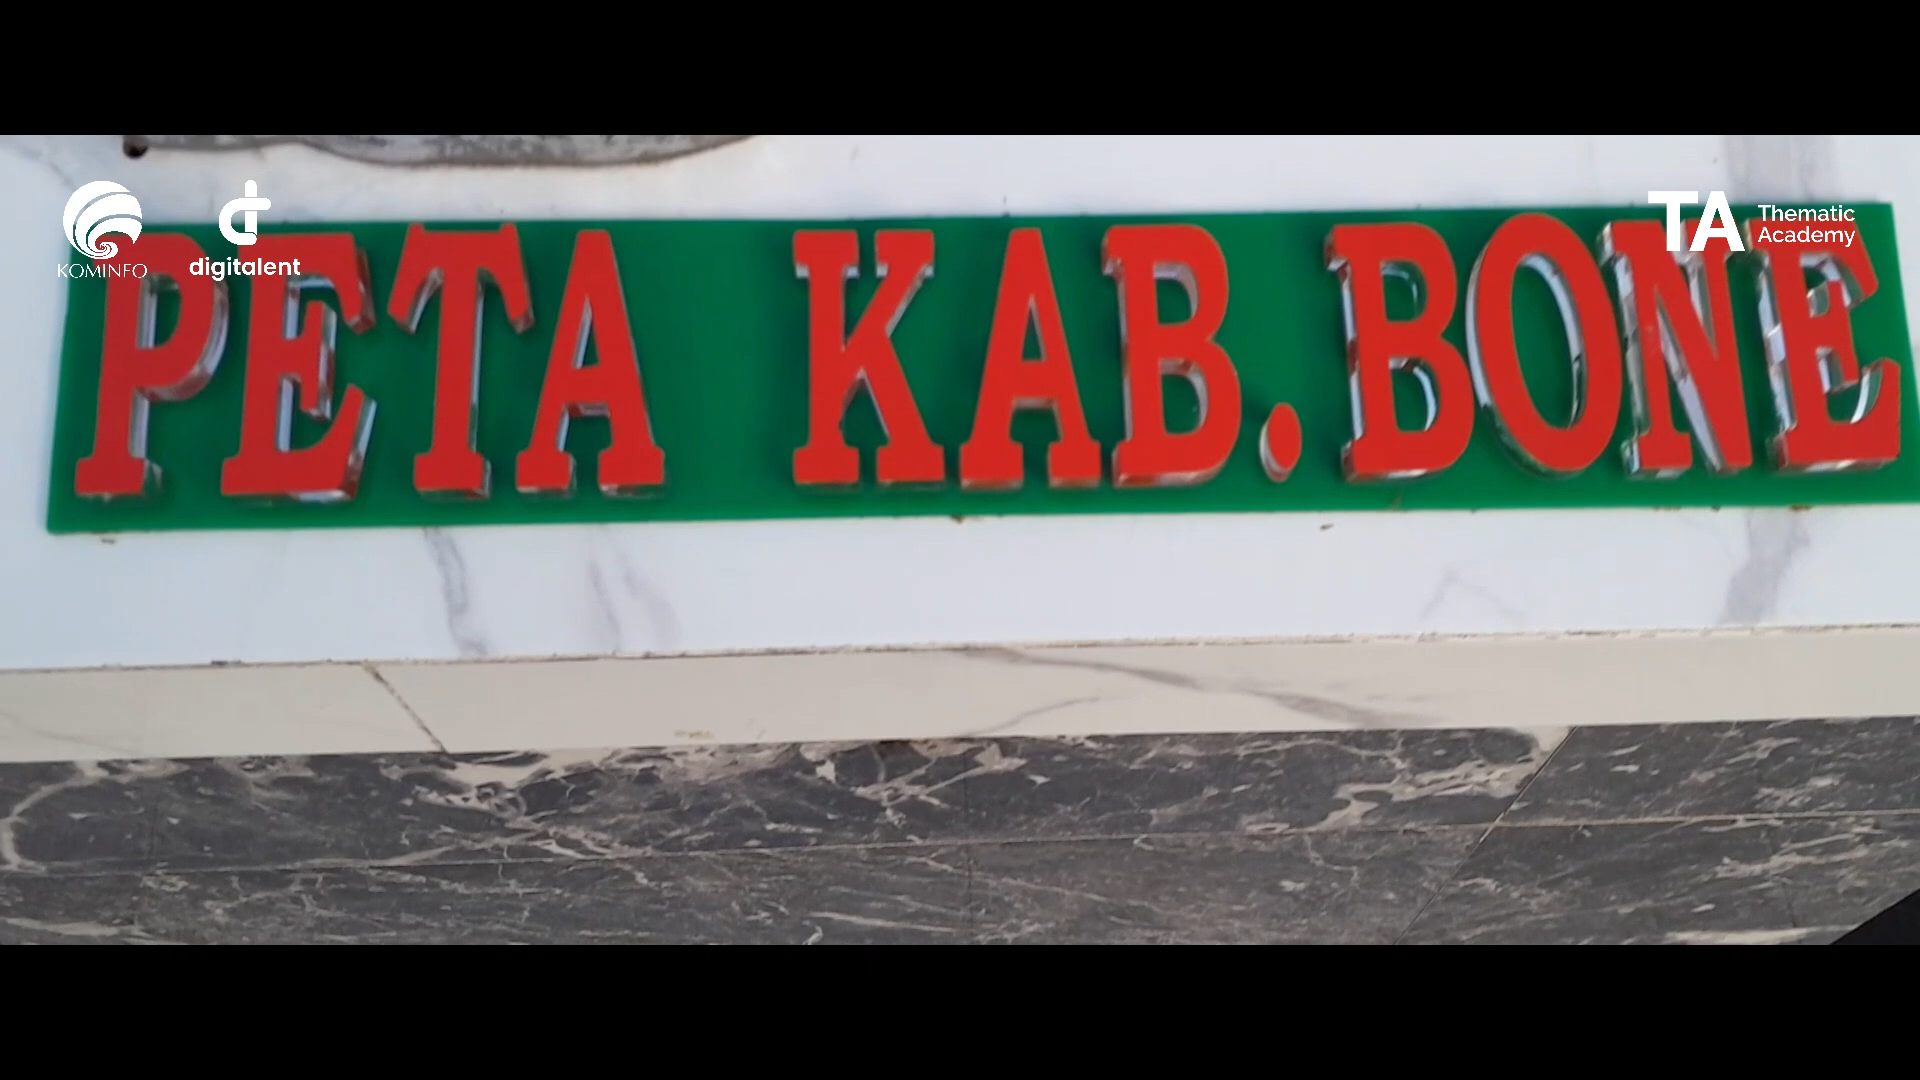 KOMINFO
digitalent
TA Thematic
Academy
PETA KAB.BONE